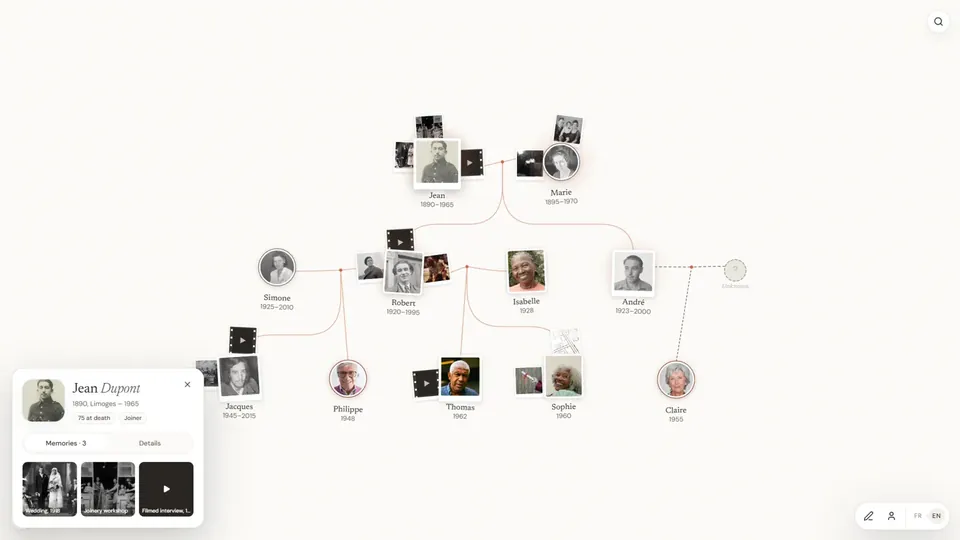 Jean
1890–1965
Marie
1895–1970
Simone
1925–2010
Robert
1920–1995
Isabelle
1928
André
1923–2000
Jacques
1945–2015
Philippe
1948
Thomas
1962
Sophie
1960
Claire
1955
Jean Dupont
1890, Limoges – 1965
75 at death
Joiner
Memories · 3
Details
Wedding, 1918
Joinery workshop
Filmed interview, 1...
FR
EN